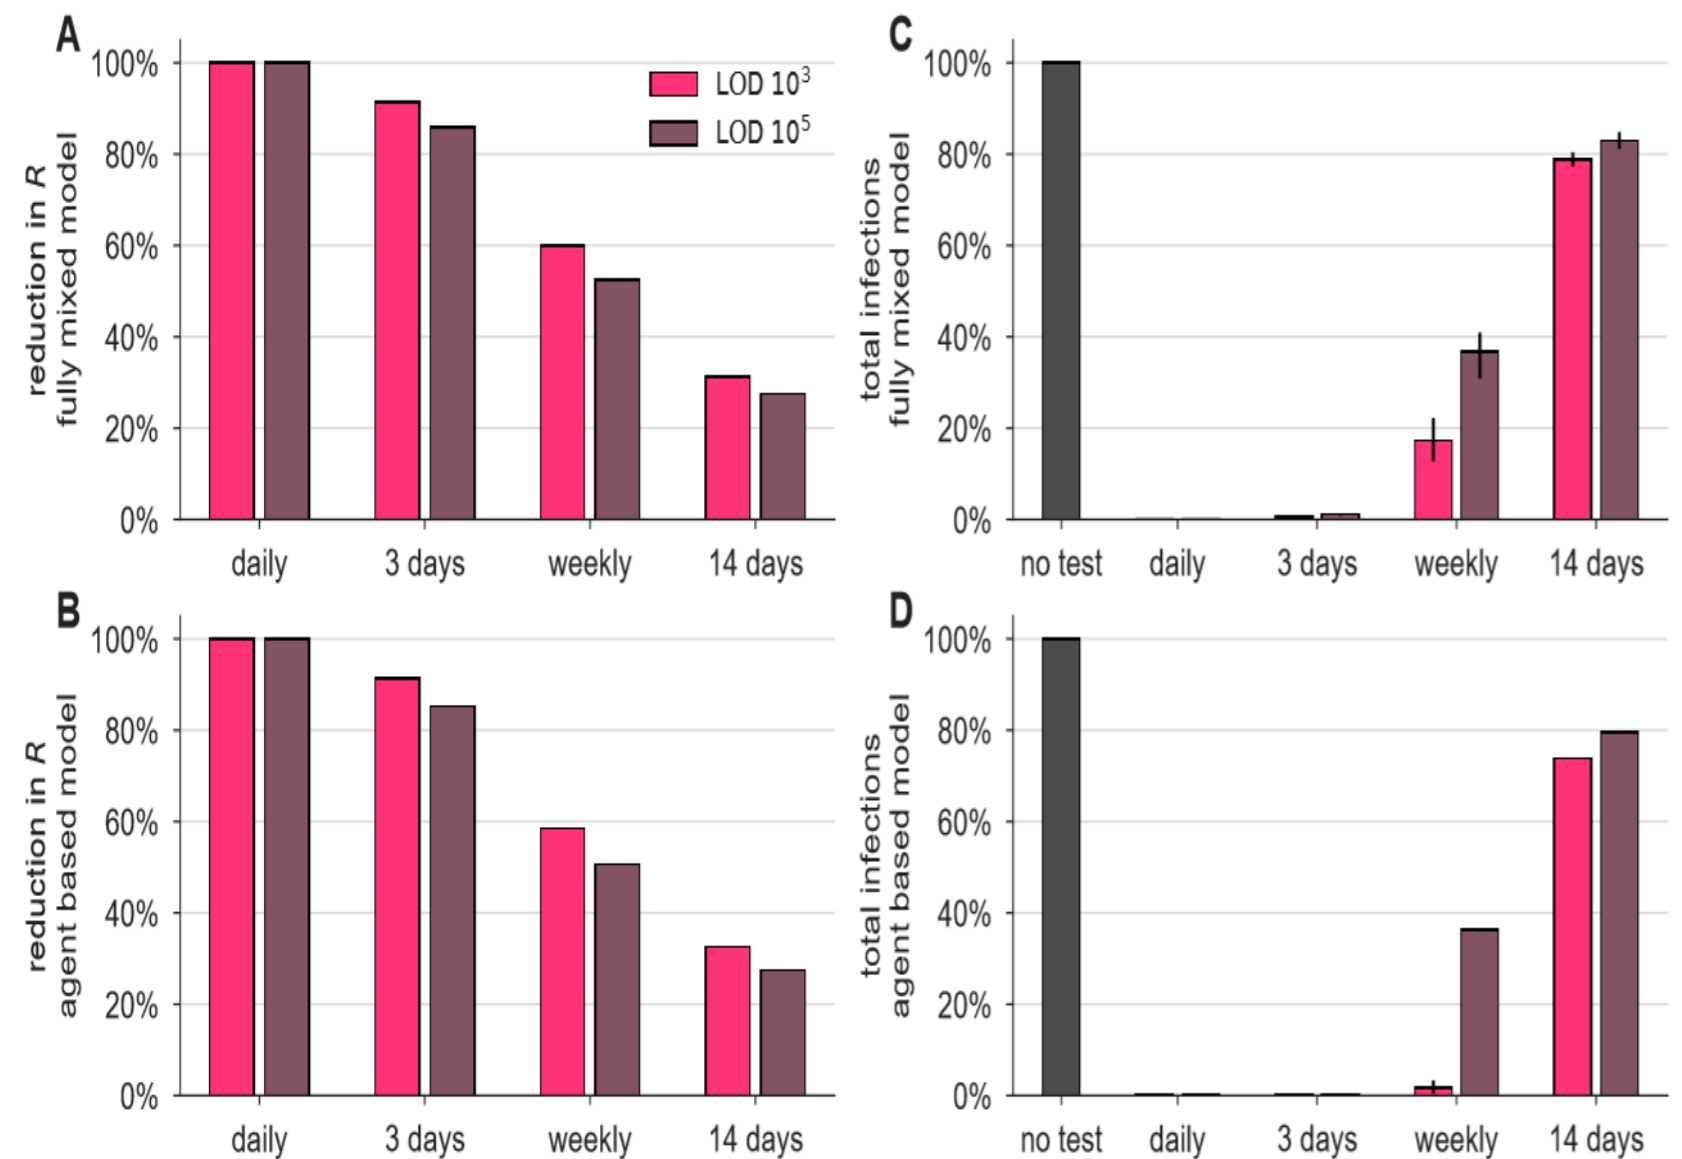 A
reduction in R
fully mixed model
100%
80%
60%
40%
20%
0%
daily
3 days
weekly
14 days
LOD 10³
LOD 10⁵
C
total infections
fully mixed model
100%
80%
60%
40%
20%
0%
no test
daily
3 days
weekly
14 days
B
reduction in R
agent based model
100%
80%
60%
40%
20%
0%
daily
3 days
weekly
14 days
D
total infections
agent based model
100%
80%
60%
40%
20%
0%
no test
daily
3 days
weekly
14 days